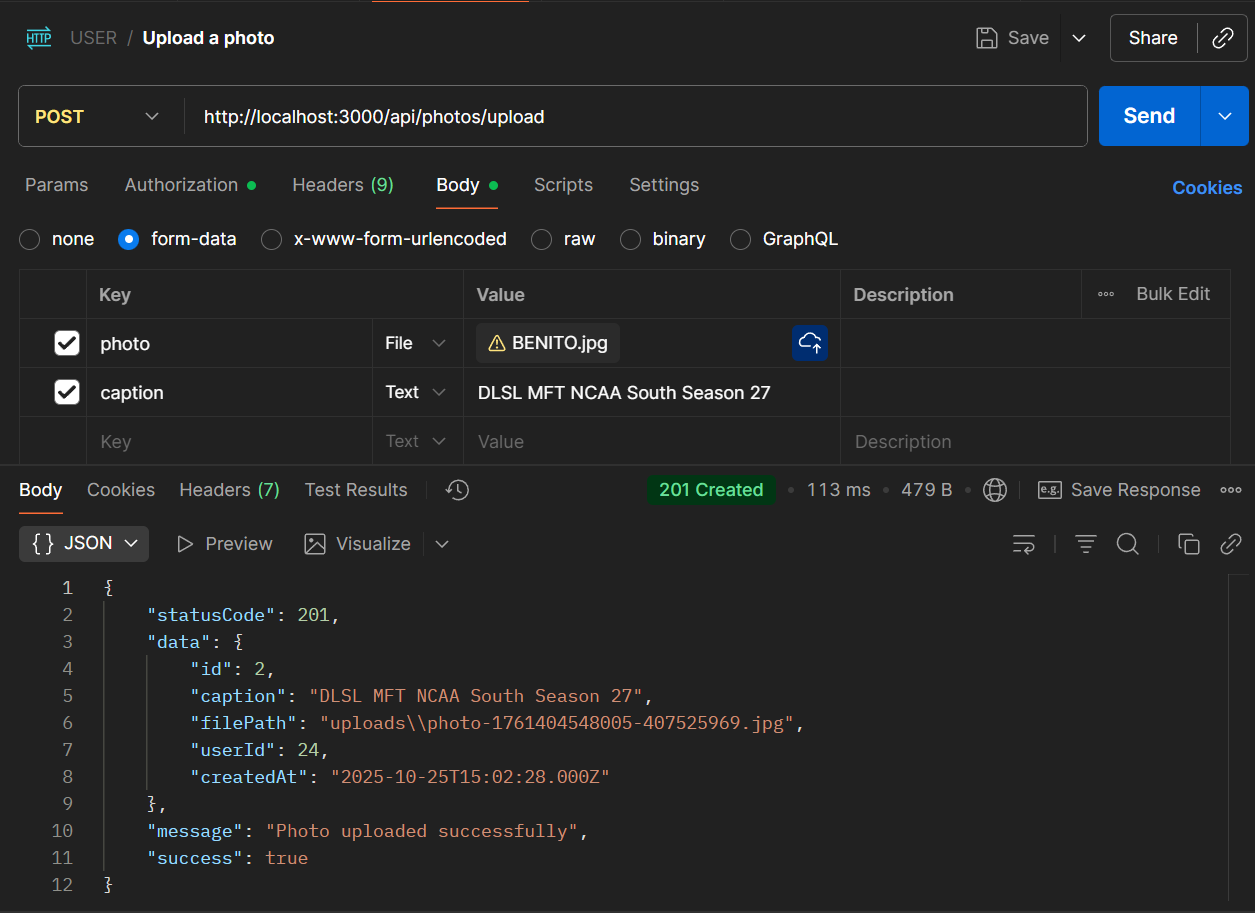 HTTP USER / Upload a photo Save Share
POST http://localhost:3000/api/photos/upload Send
Params Authorization Headers (9) Body Scripts Settings Cookies
none form-data x-www-form-urlencoded raw binary GraphQL
Key Value Description Bulk Edit
photo File BENITO.jpg
caption Text DLSL MFT NCAA South Season 27
Key Text Value Description
Body Cookies Headers (7) Test Results 201 Created 113 ms 479 B e.g. Save Response
{ } JSON Preview Visualize
1 {
2 "statusCode": 201,
3 "data": {
4 "id": 2,
5 "caption": "DLSL MFT NCAA South Season 27",
6 "filePath": "uploads\\photo-1761404548005-407525969.jpg",
7 "userId": 24,
8 "createdAt": "2025-10-25T15:02:28.000Z"
9 },
10 "message": "Photo uploaded successfully",
11 "success": true
12 }